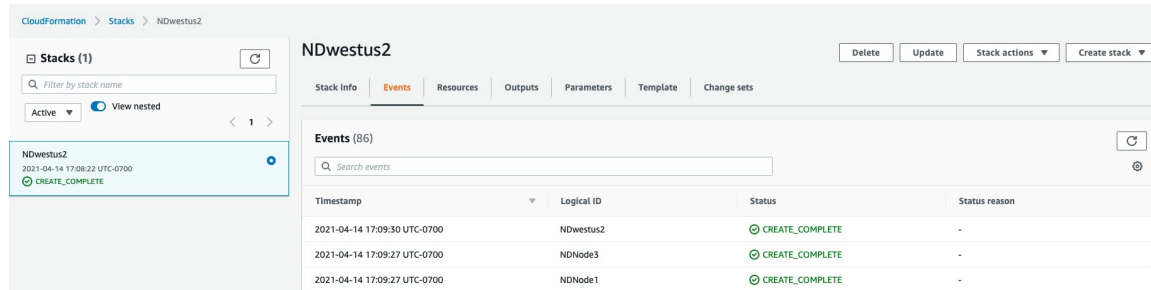 CloudFormation > Stacks > NDwestus2
Stacks (1)
Filter by stack name
Active
View nested
< 1 >
NDwestus2
2021-04-14 17:08:22 UTC-0700
CREATE_COMPLETE
NDwestus2
Delete Update Stack actions Create stack
Stack info Events Resources Outputs Parameters Template Change sets
Events (86)
Search events
Timestamp Logical ID Status Status reason
2021-04-14 17:09:30 UTC-0700 NDwestus2 CREATE_COMPLETE -
2021-04-14 17:09:27 UTC-0700 NDNode3 CREATE_COMPLETE -
2021-04-14 17:09:27 UTC-0700 NDNode1 CREATE_COMPLETE -